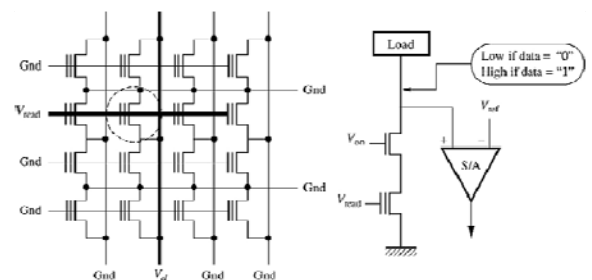 Gnd
Gnd
V_read
Gnd
Gnd
Gnd
Gnd
Gnd V_d Gnd Gnd
Load
Low if data = "0"
High if data = "1"
V_ref
V_on
+ −
S/A
V_read